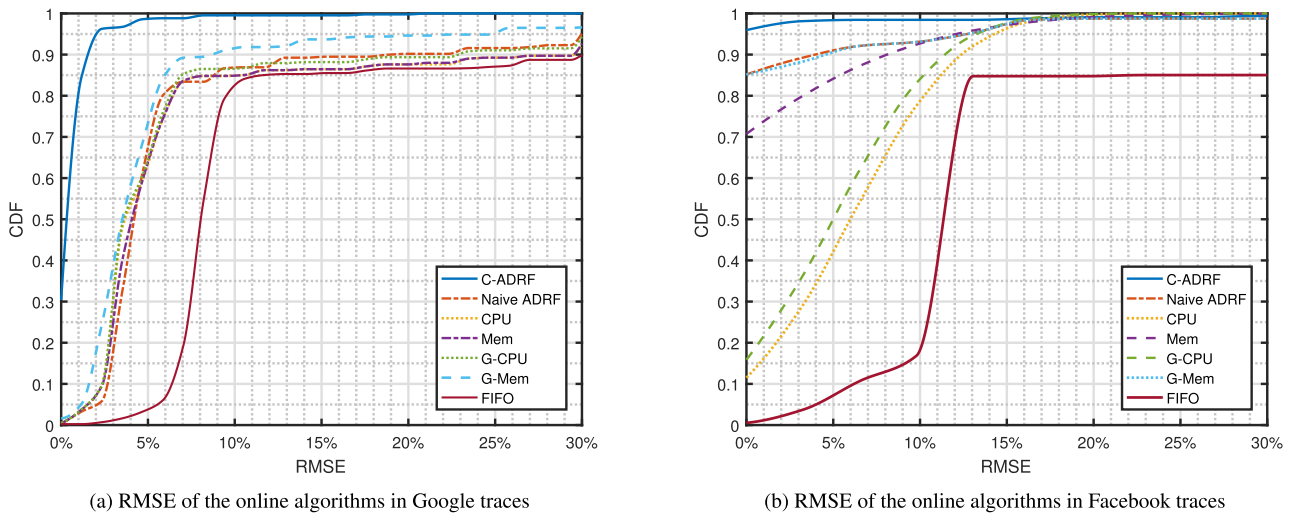 1
0.9
0.8
0.7
0.6
0.5
0.4
0.3
0.2
0.1
0
CDF
0% 5% 10% 15% 20% 25% 30%
RMSE
C-ADRF
Naive ADRF
CPU
Mem
G-CPU
G-Mem
FIFO
(a) RMSE of the online algorithms in Google traces
1
0.9
0.8
0.7
0.6
0.5
0.4
0.3
0.2
0.1
0
CDF
0% 5% 10% 15% 20% 25% 30%
RMSE
C-ADRF
Naive ADRF
CPU
Mem
G-CPU
G-Mem
FIFO
(b) RMSE of the online algorithms in Facebook traces